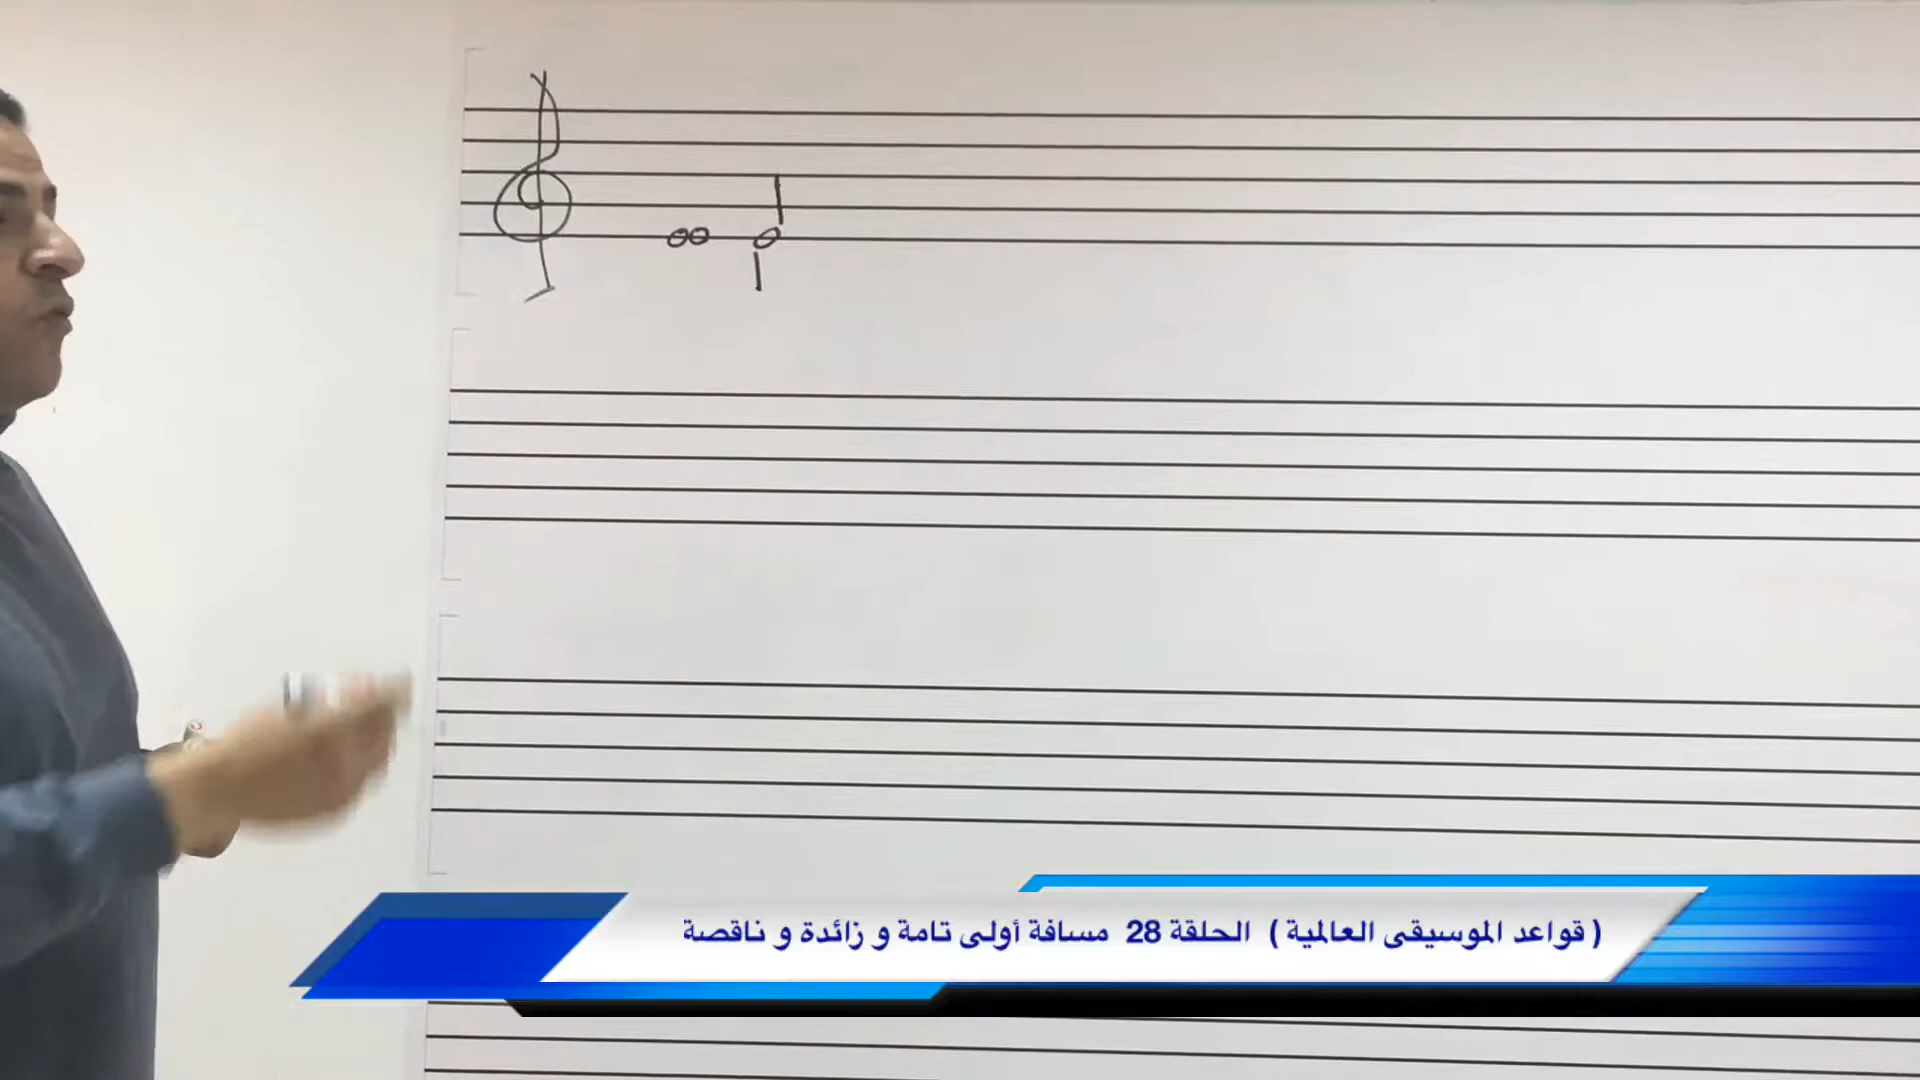 ( قواعد الموسيقى العالمية ) الحلقة 28 مسافة أولى تامة و زائدة و ناقصة